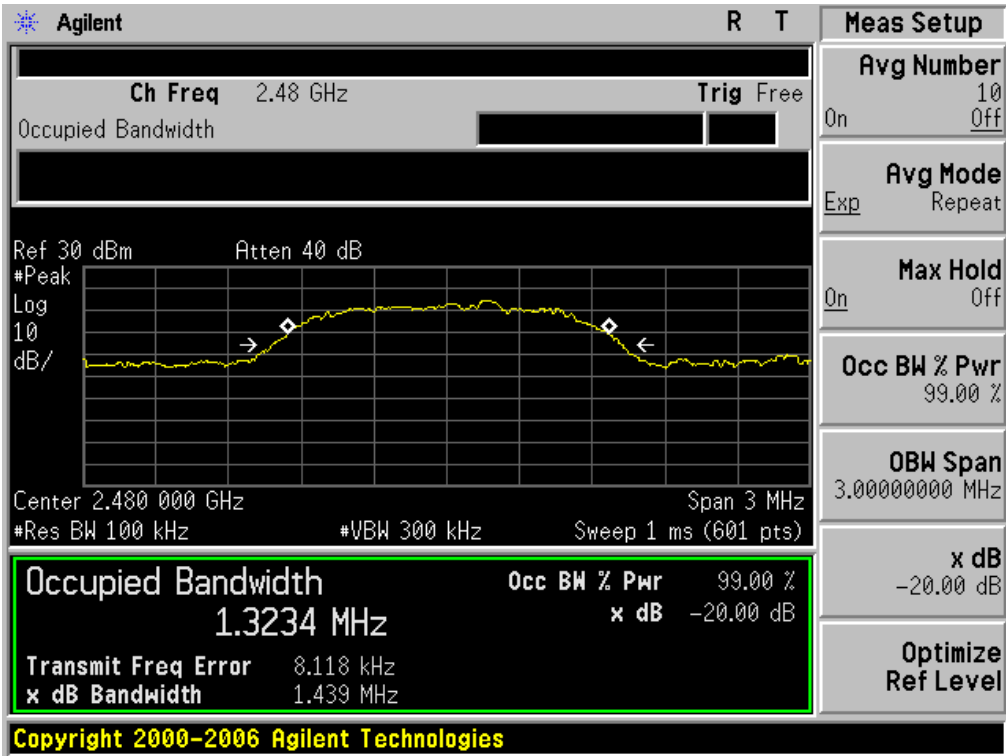 Agilent R T
Ch Freq 2.48 GHz Trig Free
Occupied Bandwidth
Ref 30 dBm Atten 40 dB
#Peak
Log
10
dB/
Center 2.480 000 GHz Span 3 MHz
#Res BW 100 kHz #VBW 300 kHz Sweep 1 ms (601 pts)
Occupied Bandwidth Occ BW % Pwr 99.00 %
1.3234 MHz x dB -20.00 dB
Transmit Freq Error 8.118 kHz
x dB Bandwidth 1.439 MHz
Copyright 2000-2006 Agilent Technologies
Meas Setup
Avg Number
10
On Off
Avg Mode
Exp Repeat
Max Hold
On Off
Occ BW % Pwr
99.00 %
OBW Span
3.00000000 MHz
x dB
-20.00 dB
Optimize
Ref Level